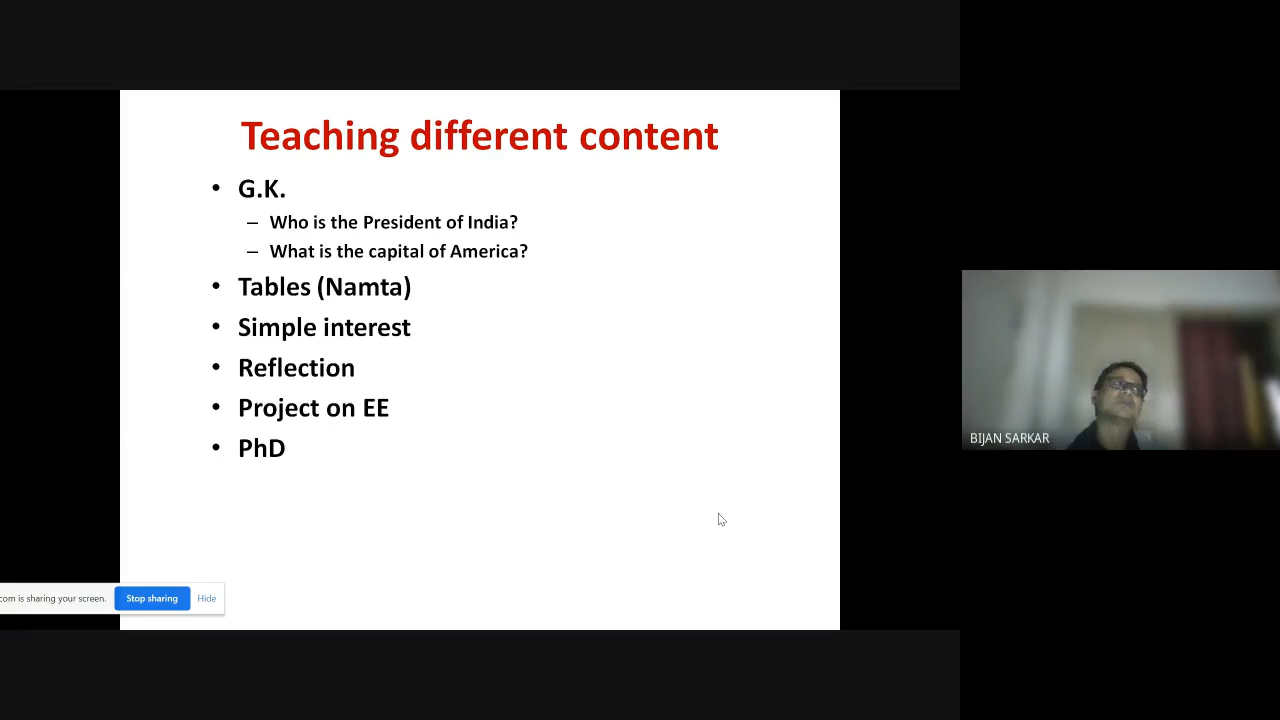 Teaching different content
• G.K.
– Who is the President of India?
– What is the capital of America?
• Tables (Namta)
• Simple interest
• Reflection
• Project on EE
• PhD
BIJAN SARKAR
com is sharing your screen. Stop sharing Hide